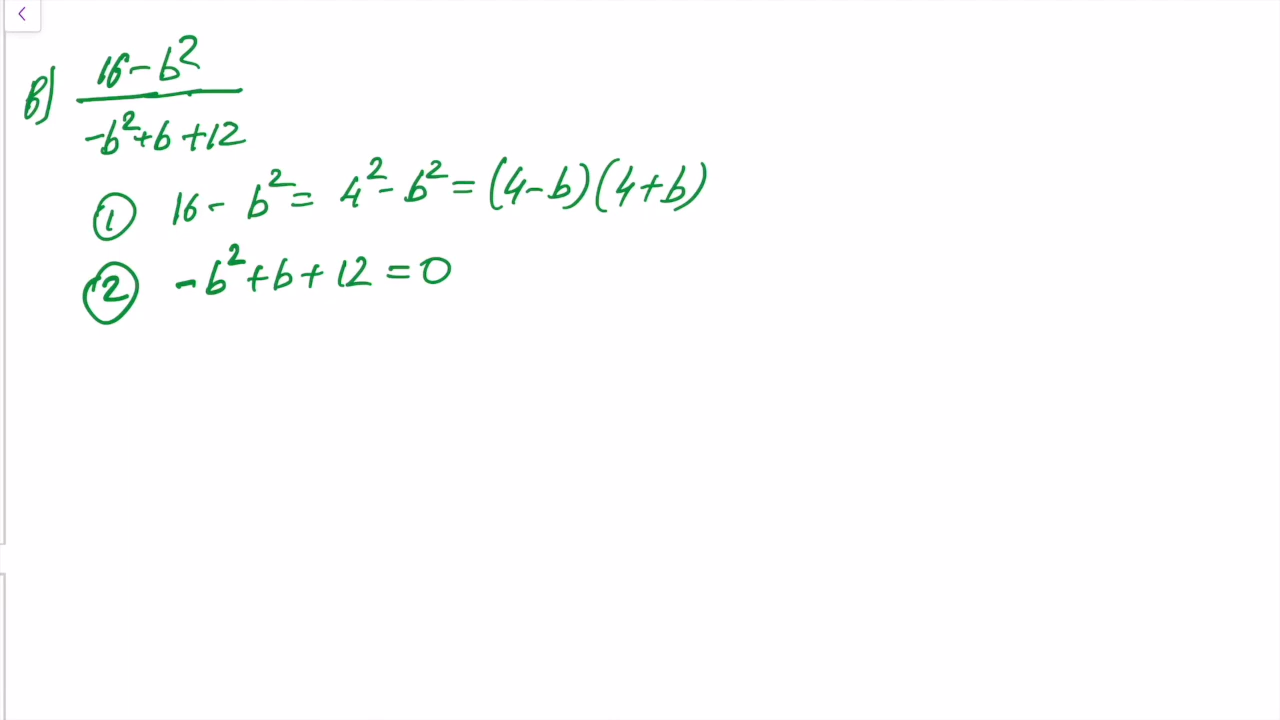 в) 16 - b² / -b² + b + 12
① 16 - b² = 4² - b² = (4 - b)(4 + b)
② -b² + b + 12 = 0